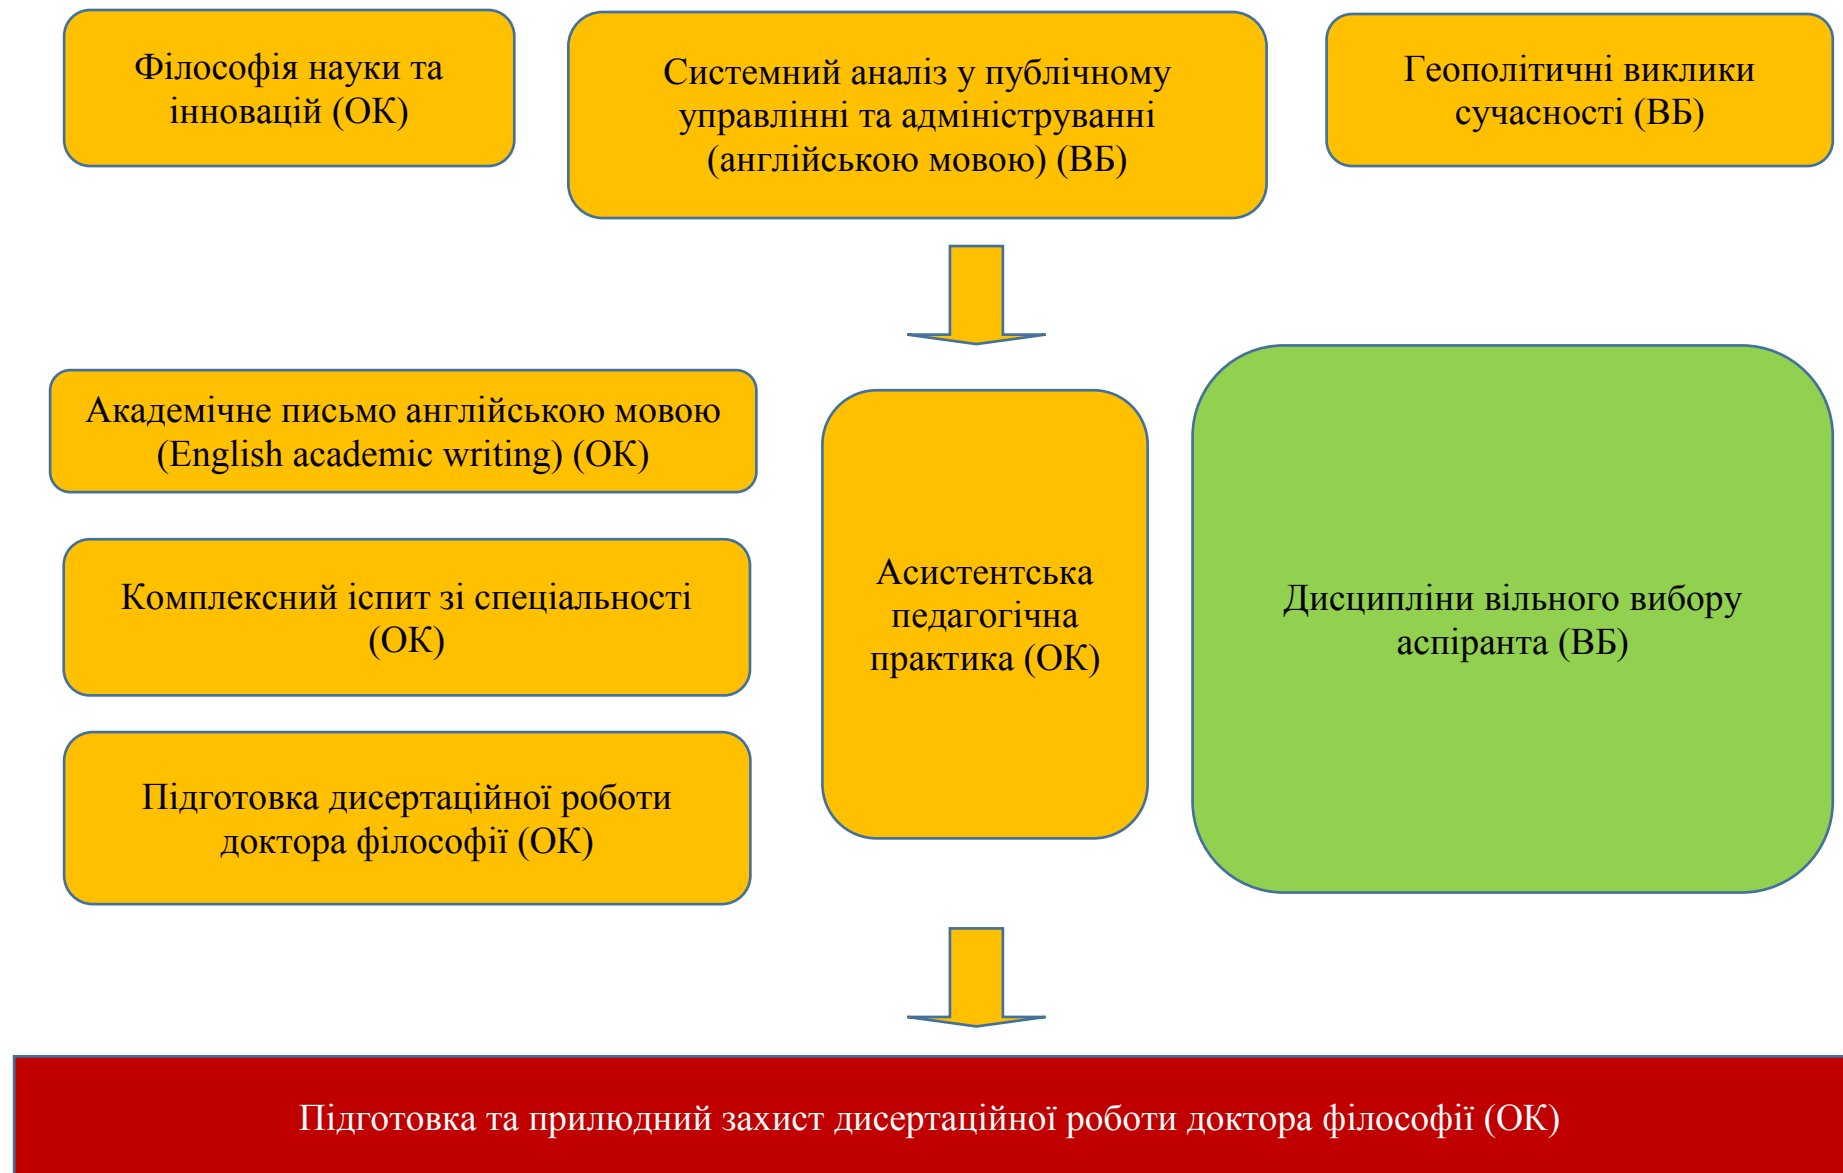 Філософія науки та
інновацій (ОК)
Системний аналіз у публічному
управлінні та адмініструванні
(англійською мовою) (ВБ)
Геополітичні виклики
сучасності (ВБ)
Академічне письмо англійською мовою
(English academic writing) (ОК)
Комплексний іспит зі спеціальності
(ОК)
Підготовка дисертаційної роботи
доктора філософії (ОК)
Асистентська
педагогічна
практика (ОК)
Дисципліни вільного вибору
аспіранта (ВБ)
Підготовка та прилюдний захист дисертаційної роботи доктора філософії (ОК)